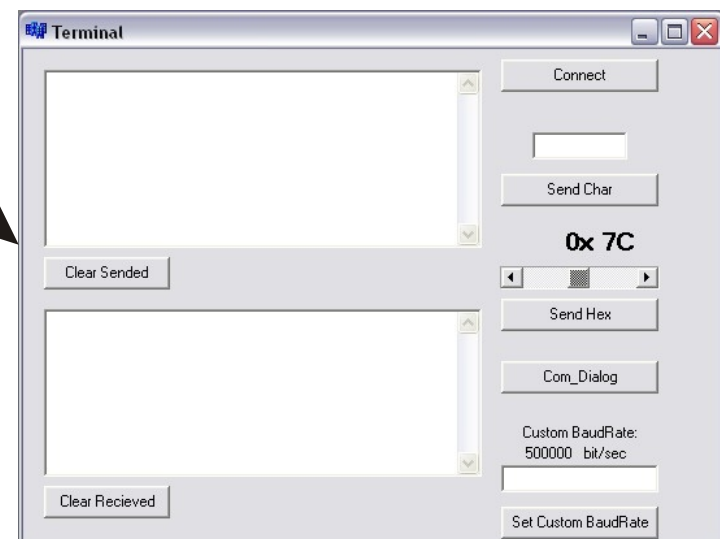 Terminal
Connect
Send Char
0x 7C
Clear Sended
Send Hex
Com_Dialog
Custom BaudRate:
500000 bit/sec
Clear Recieved
Set Custom BaudRate